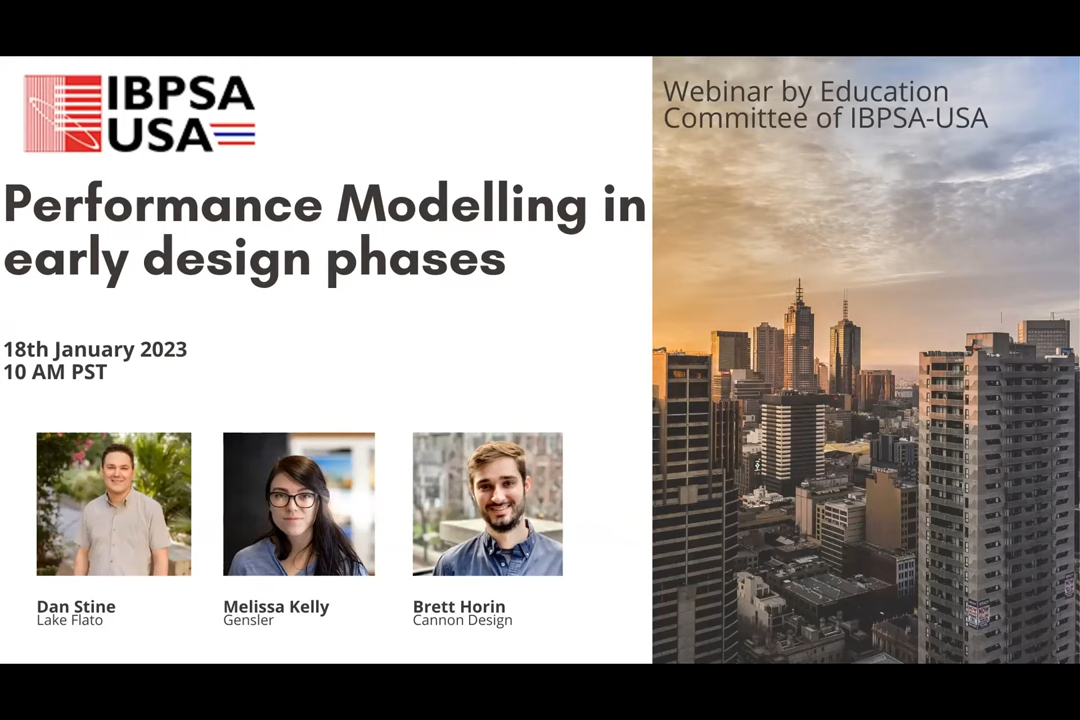 IBPSA
USA
Webinar by Education
Committee of IBPSA-USA
Performance Modelling in
early design phases
18th January 2023
10 AM PST
Dan Stine
Lake Flato
Melissa Kelly
Gensler
Brett Horin
Cannon Design